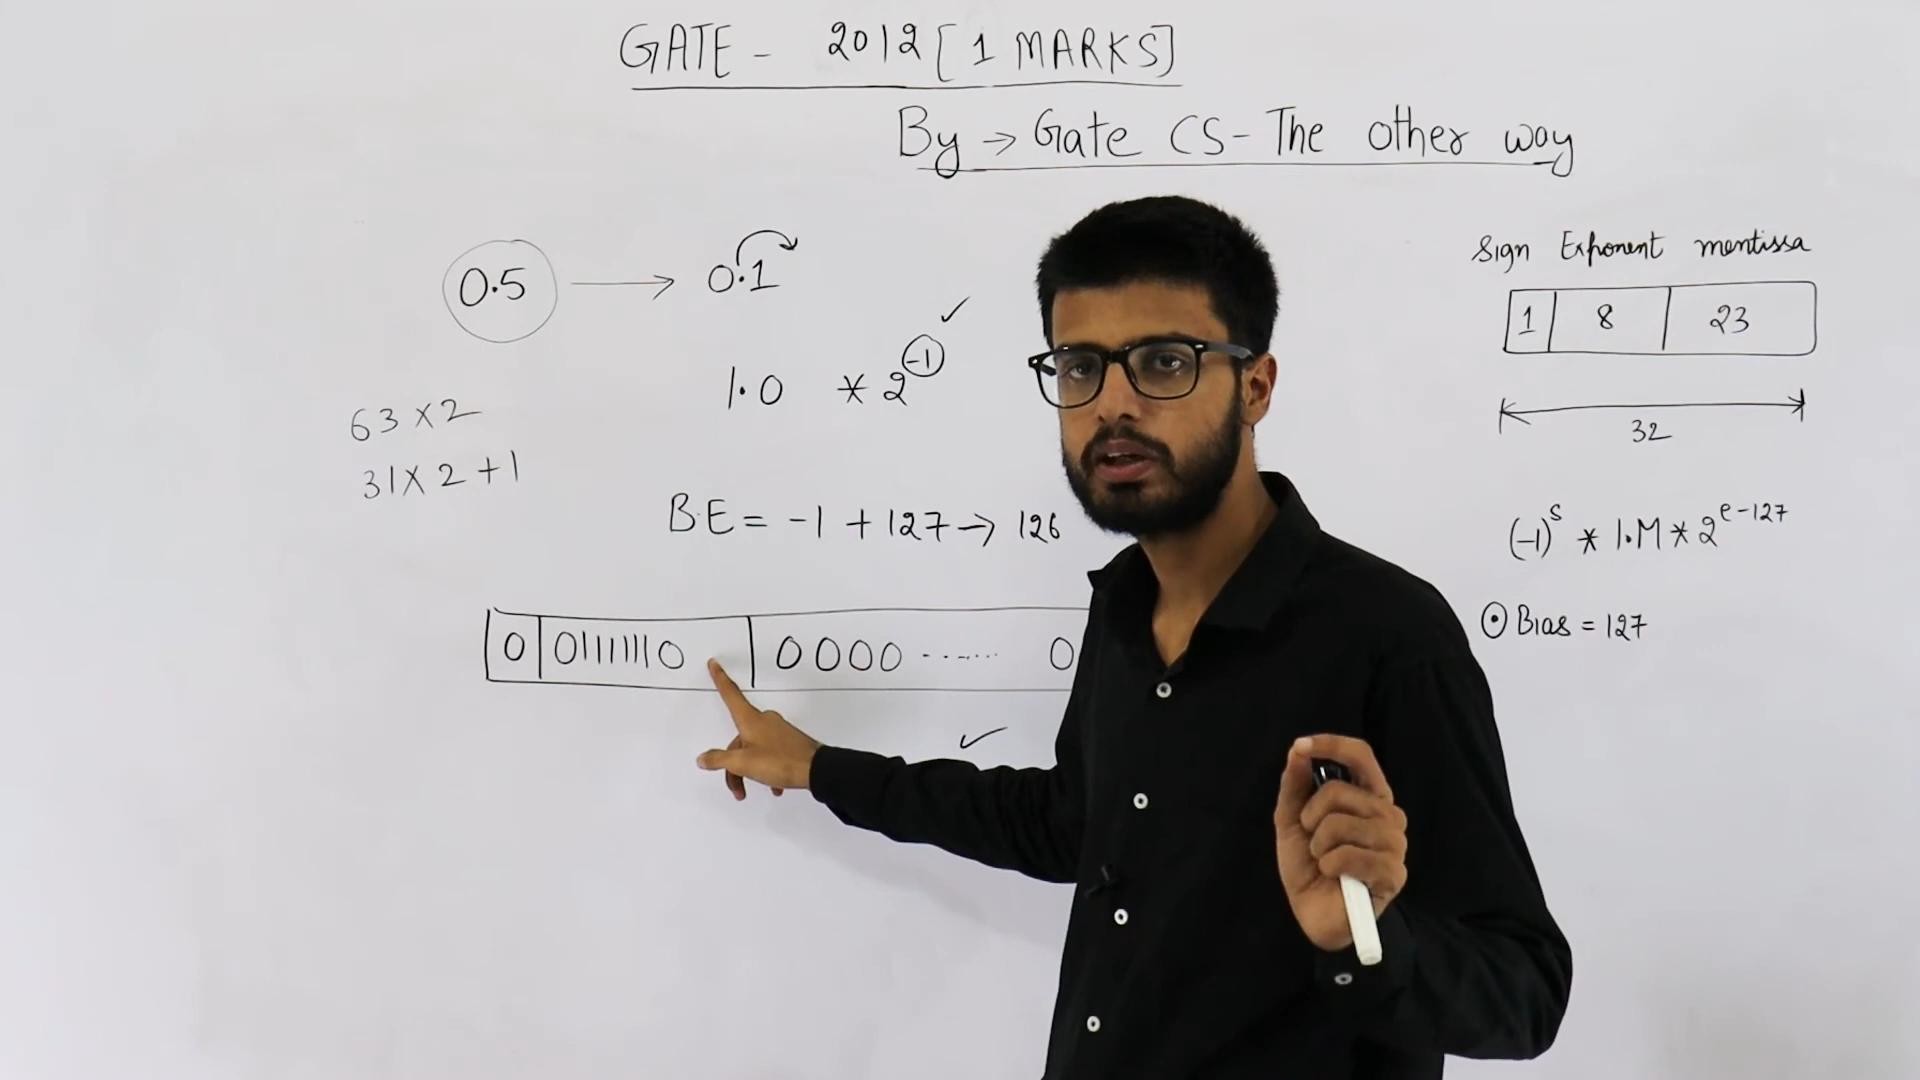 GATE - 2012 [1 MARKS]
By → Gate CS - The other way
0.5 → 0.1
1.0 * 2^-1 ✓
63 x 2
31 x 2 + 1
B.E = -1 + 127 → 126
0 01111110 0000 ...... 0
✓
Sign Exponent mentissa
1 8 23
32
(-1)^s * 1.M * 2^e-127
⊙ Bias = 127